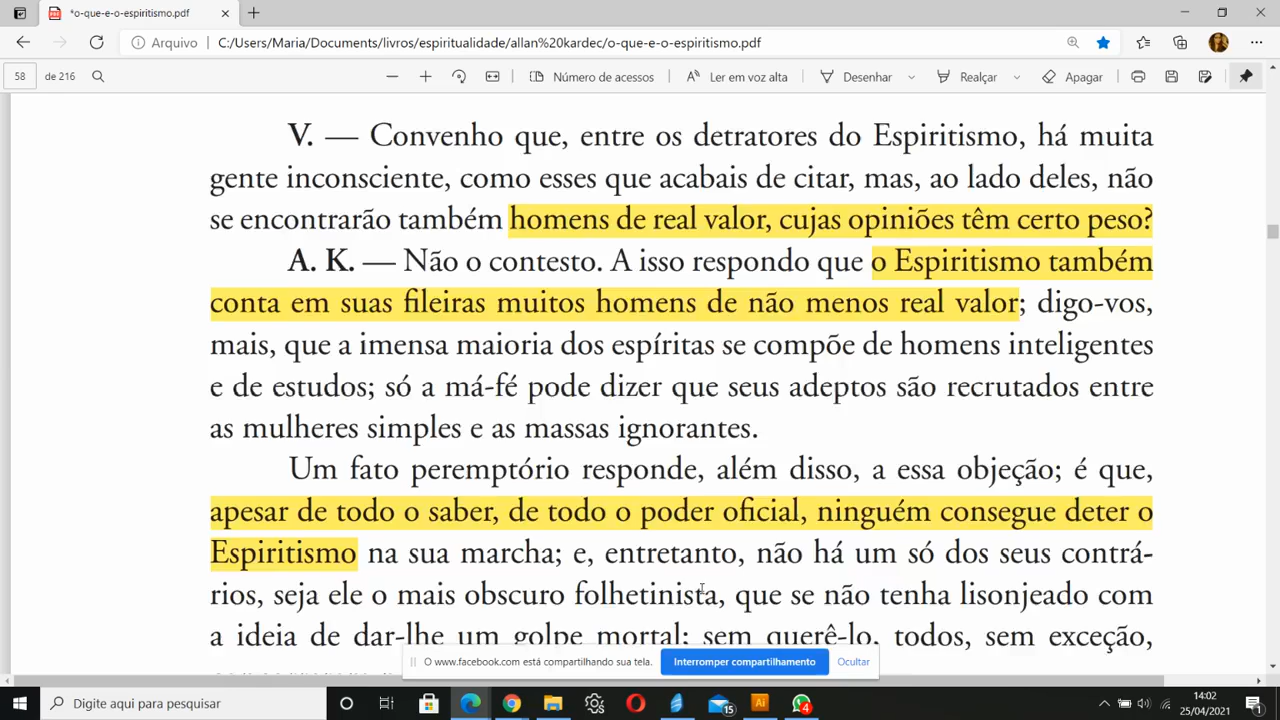 *o-que-e-o-espiritismo.pdf
Arquivo
C:/Users/Maria/Documents/livros/espiritualidade/allan%20kardec/o-que-e-o-espiritismo.pdf
58 de 216 Número de acessos Ler em voz alta Desenhar Realçar Apagar
V. — Convenho que, entre os detratores do Espiritismo, há muita
gente inconsciente, como esses que acabais de citar, mas, ao lado deles, não
se encontrarão também homens de real valor, cujas opiniões têm certo peso?
A. K. — Não o contesto. A isso respondo que o Espiritismo também
conta em suas fileiras muitos homens de não menos real valor; digo-vos,
mais, que a imensa maioria dos espíritas se compõe de homens inteligentes
e de estudos; só a má-fé pode dizer que seus adeptos são recrutados entre
as mulheres simples e as massas ignorantes.
Um fato peremptório responde, além disso, a essa objeção; é que,
apesar de todo o saber, de todo o poder oficial, ninguém consegue deter o
Espiritismo na sua marcha; e, entretanto, não há um só dos seus contrá-
rios, seja ele o mais obscuro folhetinista, que se não tenha lisonjeado com
a ideia de dar-lhe um golpe mortal; sem querê-lo, todos, sem exceção,
O www.facebook.com está compartilhando sua tela. Interromper compartilhamento Ocultar
Digite aqui para pesquisar
Ai
15
4
14:02
25/04/2021
1